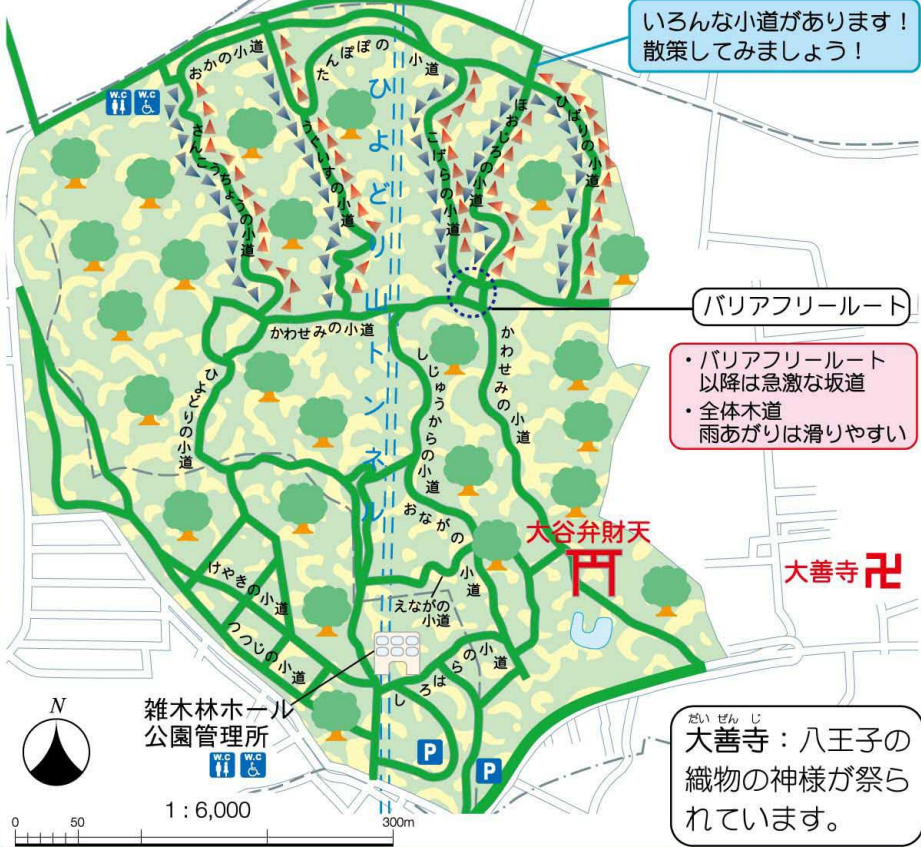 いろんな小道があります！
散策してみましょう！
おかの小道
たんぽぽの
小道
W.C
W.C
さんこうちょうの小道
うぐいすの小道
こげらの小道
ほおじろの小道
ひばりの小道
ひよどり山トンネル
バリアフリールート
・バリアフリールート
以降は急激な坂道
・全体木道
雨あがりは滑りやすい
かわせみの小道
かわせみの小道
ひよどりの小道
しじゅうからの小道
おながの
小道
大谷弁財天
大善寺
卍
けやきの小道
えながの
小道
つつじの小道
しろはらの小道
雑木林ホール
公園管理所
W.C
W.C
P
P
N
1：6,000
0
50
300m
だいぜんじ
大善寺：八王子の
織物の神様が祭ら
れています。